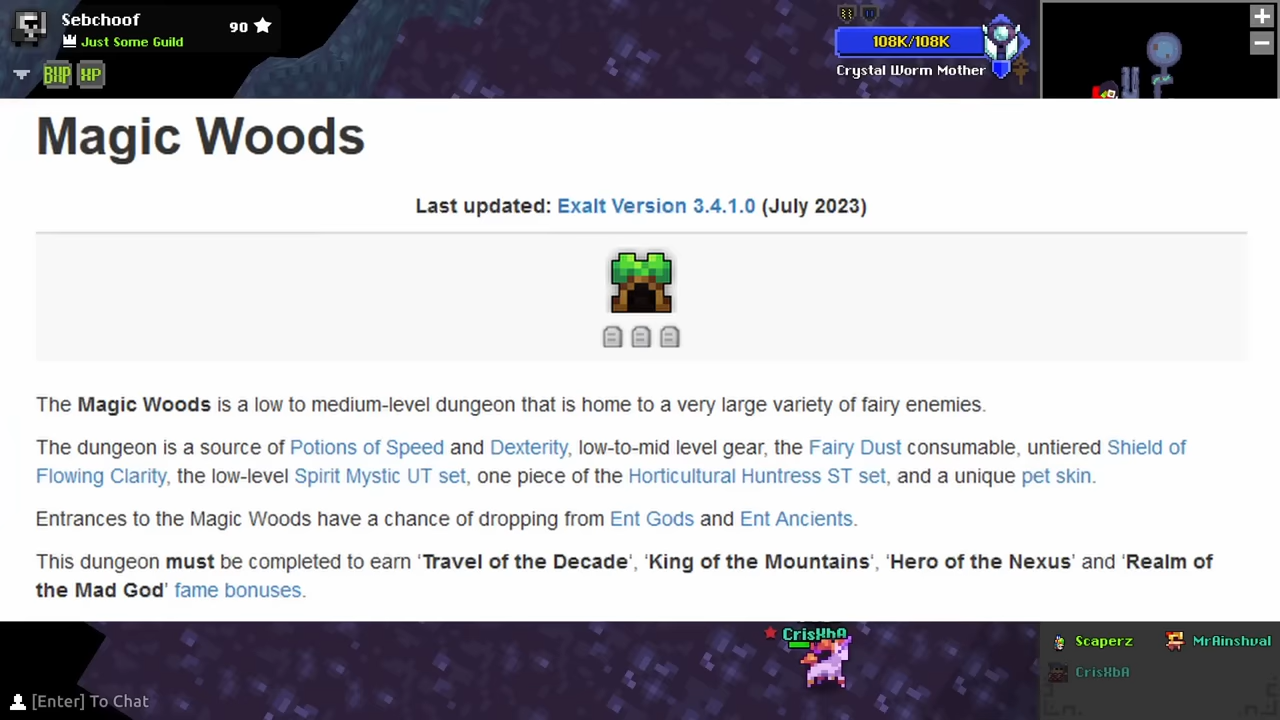 Sebchoof
90
Just Some Guild
BXP XP
108K/108K
Crystal Worm Mother
Magic Woods
Last updated: Exalt Version 3.4.1.0 (July 2023)
The Magic Woods is a low to medium-level dungeon that is home to a very large variety of fairy enemies.
The dungeon is a source of Potions of Speed and Dexterity, low-to-mid level gear, the Fairy Dust consumable, untiered Shield of
Flowing Clarity, the low-level Spirit Mystic UT set, one piece of the Horticultural Huntress ST set, and a unique pet skin.
Entrances to the Magic Woods have a chance of dropping from Ent Gods and Ent Ancients.
This dungeon must be completed to earn ‘Travel of the Decade‘, ‘King of the Mountains‘, ‘Hero of the Nexus’ and ‘Realm of
the Mad God’ fame bonuses.
CrisXbA
Scaperz MrAinshval
CrisXbA
[Enter] To Chat